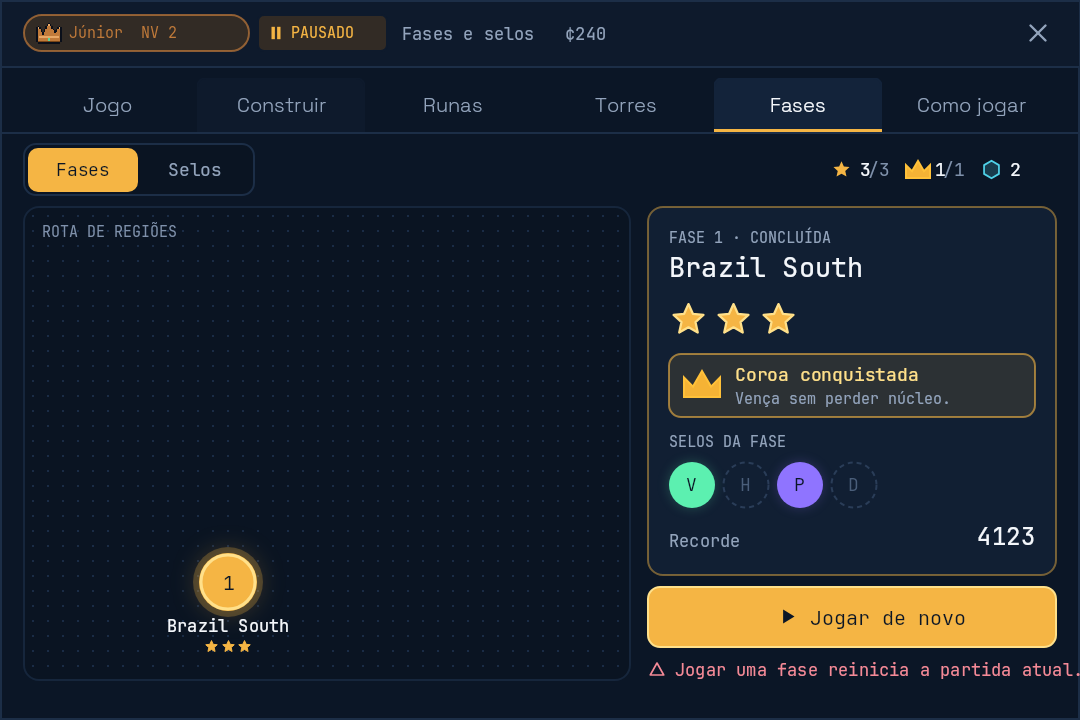 Júnior NV 2
PAUSADO
Fases e selos ₵240
Jogo Construir Runas Torres Fases Como jogar
Fases Selos
3/3 1/1 2
ROTA DE REGIÕES
1
Brazil South
FASE 1 · CONCLUÍDA
Brazil South
Coroa conquistada
Vença sem perder núcleo.
SELOS DA FASE
V H P D
Recorde 4123
Jogar de novo
Jogar uma fase reinicia a partida atual.